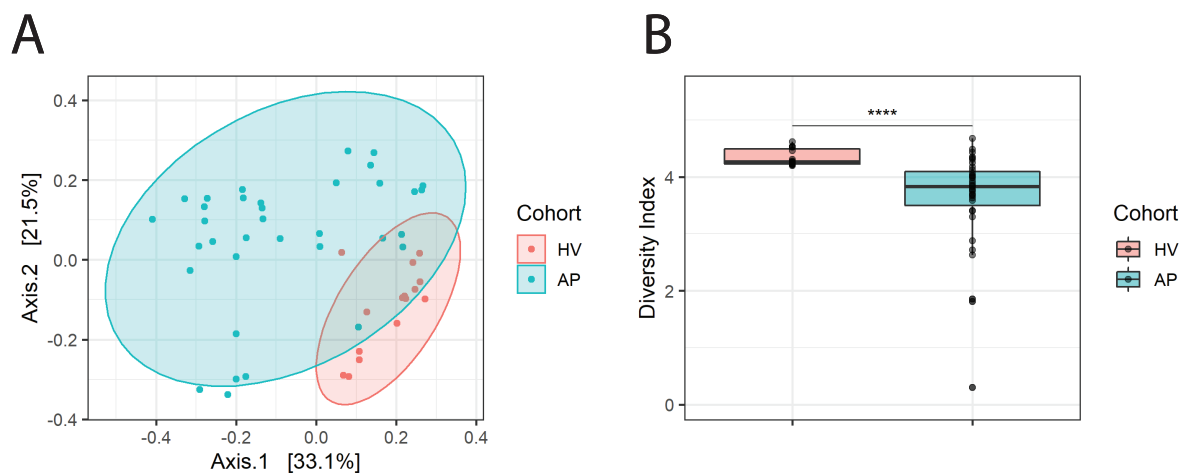 A
0.4
0.2
0.0
-0.2
-0.4
Axis.2 [21.5%]
-0.4 -0.2 0.0 0.2 0.4
Axis.1 [33.1%]
Cohort
HV
AP
B
****
4
2
0
Diversity Index
Cohort
HV
AP